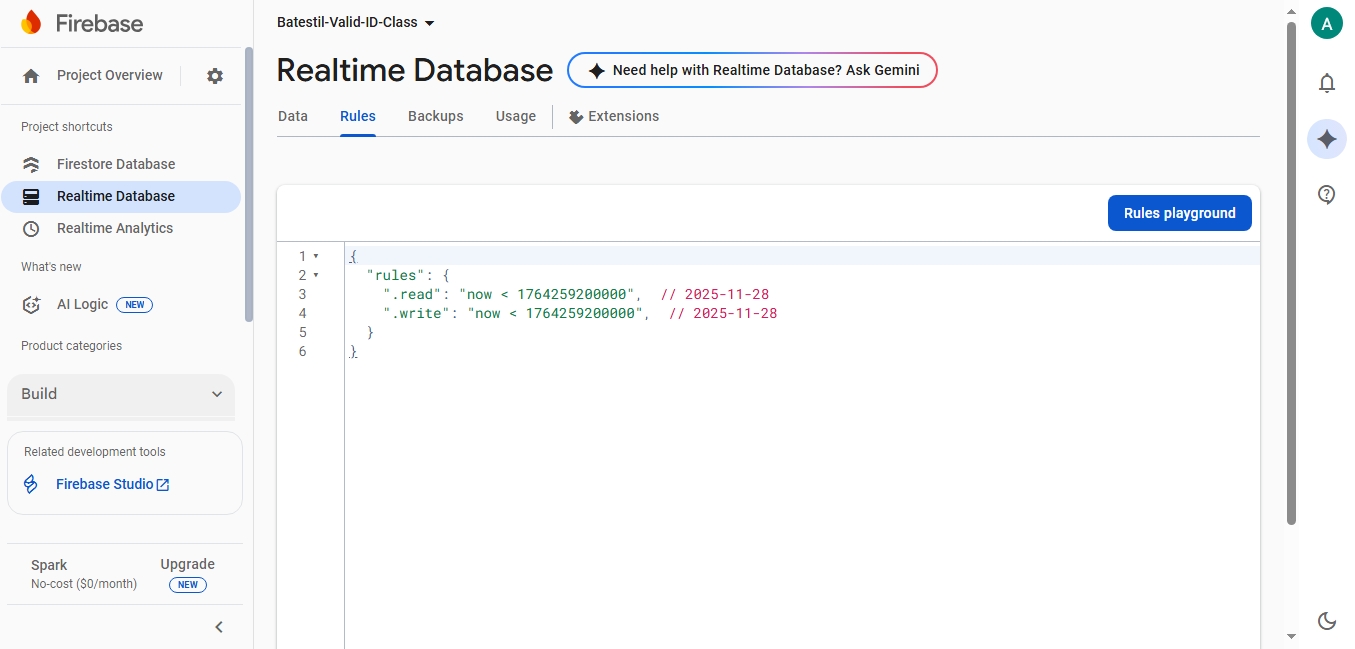 Firebase
Project Overview
Project shortcuts
Firestore Database
Realtime Database
Realtime Analytics
What's new
AI Logic NEW
Product categories
Build
Related development tools
Firebase Studio
Spark
No-cost ($0/month)
Upgrade
NEW
Batestil-Valid-ID-Class
Realtime Database
Need help with Realtime Database? Ask Gemini
Data Rules Backups Usage Extensions
Rules playground
1 {
2 "rules": {
3 ".read": "now < 1764259200000", // 2025-11-28
4 ".write": "now < 1764259200000", // 2025-11-28
5 }
6 }
A